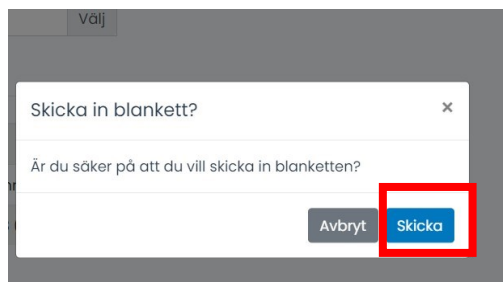 Välj
Skicka in blankett?
×
Är du säker på att du vill skicka in blanketten?
Avbryt
Skicka